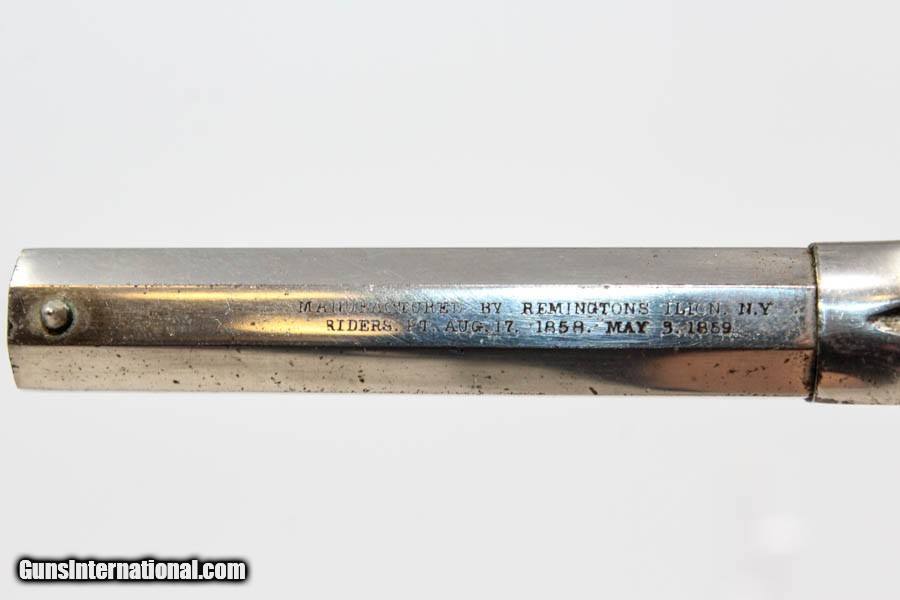 MANUFACTURED BY REMINGTONS ILION. N.Y
RIDERS. PT. AUG. 17, 1858. MAY 3, 1859.
GunsInternational.com